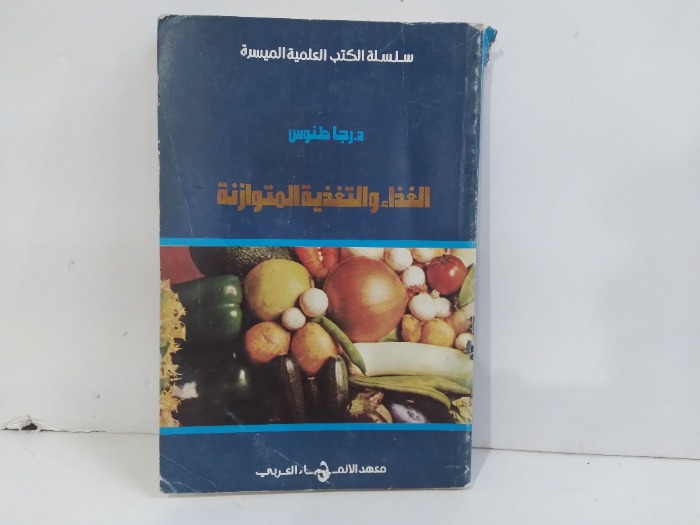 سلسلة الكتب العلمية الميسرة
د. رجا طنوس
الغذاء والتغذية المتوازنة
معهد الانماء العربي